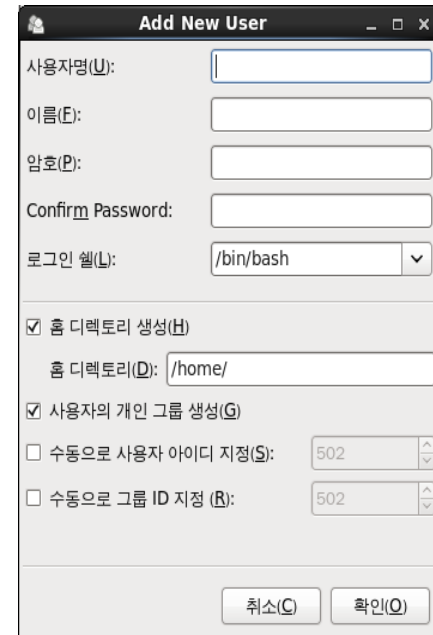 Add New User
사용자명(U):
이름(F):
암호(P):
Confirm Password:
로그인 쉘(L): /bin/bash
홈 디렉토리 생성(H)
홈 디렉토리(D): /home/
사용자의 개인 그룹 생성(G)
수동으로 사용자 아이디 지정(S): 502
수동으로 그룹 ID 지정 (R): 502
취소(C) 확인(O)